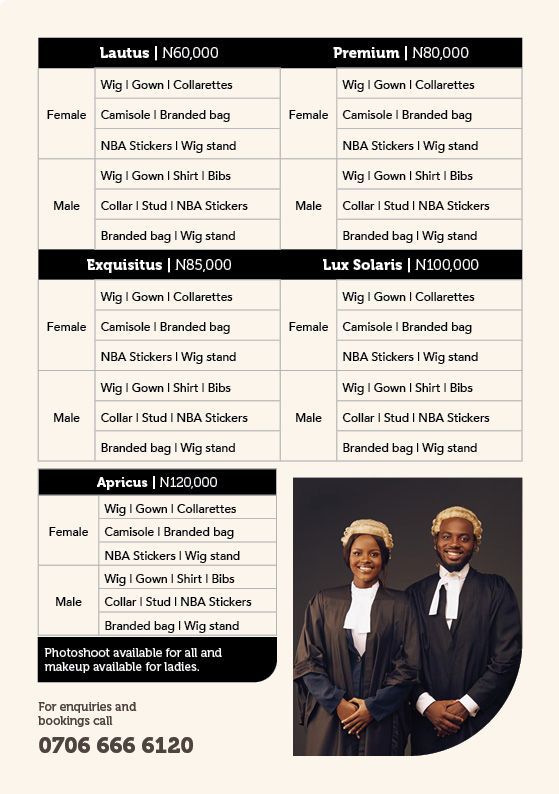 Lautus | N60,000
Female
Wig | Gown | Collarettes
Camisole | Branded bag
NBA Stickers | Wig stand
Male
Wig | Gown | Shirt | Bibs
Collar | Stud | NBA Stickers
Branded bag | Wig stand
Premium | N80,000
Female
Wig | Gown | Collarettes
Camisole | Branded bag
NBA Stickers | Wig stand
Male
Wig | Gown | Shirt | Bibs
Collar | Stud | NBA Stickers
Branded bag | Wig stand
Exquisitus | N85,000
Female
Wig | Gown | Collarettes
Camisole | Branded bag
NBA Stickers | Wig stand
Male
Wig | Gown | Shirt | Bibs
Collar | Stud | NBA Stickers
Branded bag | Wig stand
Lux Solaris | N100,000
Female
Wig | Gown | Collarettes
Camisole | Branded bag
NBA Stickers | Wig stand
Male
Wig | Gown | Shirt | Bibs
Collar | Stud | NBA Stickers
Branded bag | Wig stand
Apricus | N120,000
Female
Wig | Gown | Collarettes
Camisole | Branded bag
NBA Stickers | Wig stand
Male
Wig | Gown | Shirt | Bibs
Collar | Stud | NBA Stickers
Branded bag | Wig stand
Photoshoot available for all and
makeup available for ladies.
For enquiries and
bookings call
0706 666 6120